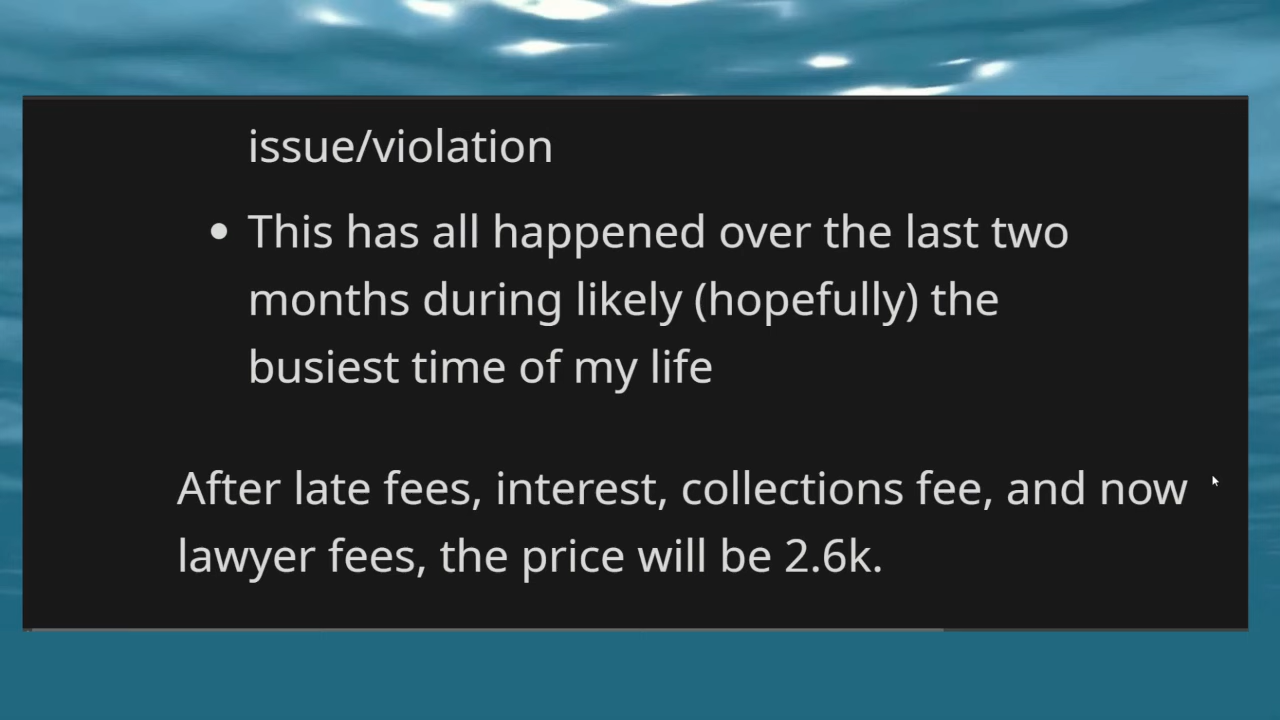 issue/violation
• This has all happened over the last two
months during likely (hopefully) the
busiest time of my life
After late fees, interest, collections fee, and now
lawyer fees, the price will be 2.6k.